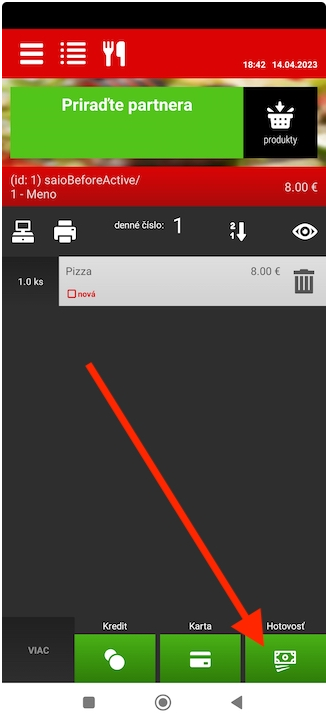 18:42 14.04.2023
Priraďte partnera
produkty
(id: 1) saioBeforeActive/
1 - Meno
8.00 €
denné číslo: 1
2
1
1.0 ks
Pizza
8.00 €
nová
Kredit
Karta
Hotovosť
VIAC